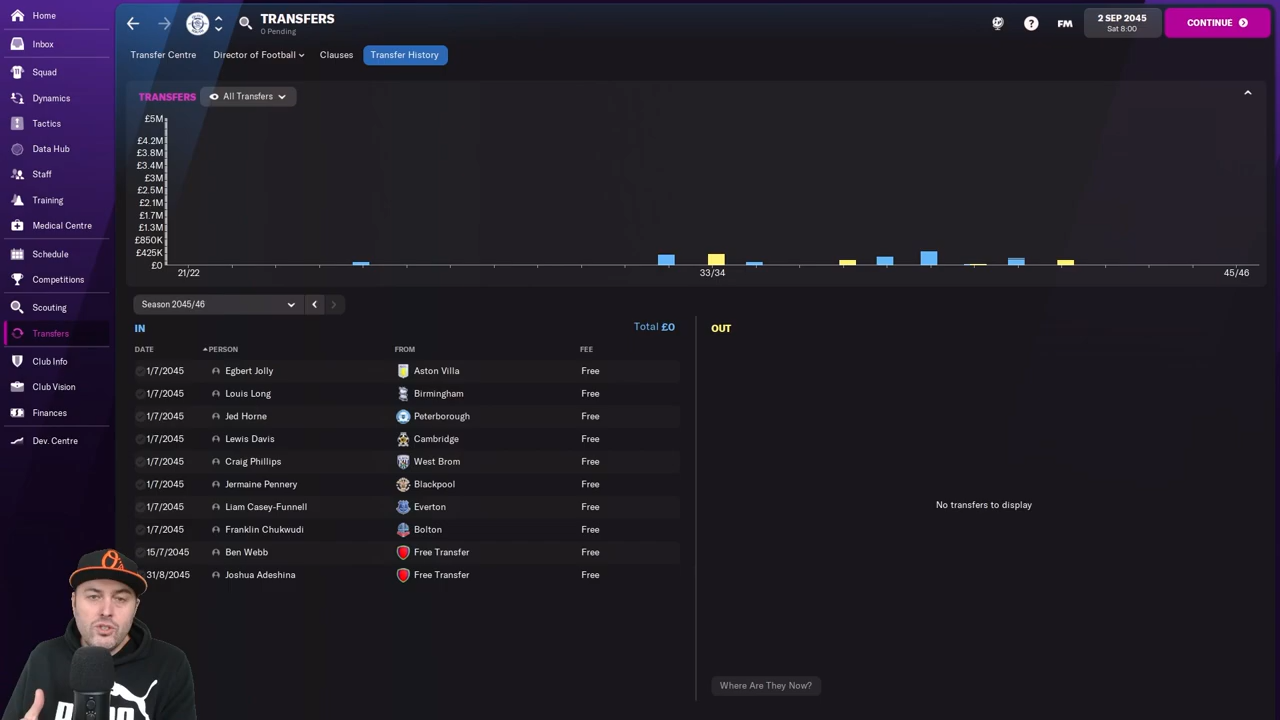 Home
Inbox
Squad
Dynamics
Tactics
Data Hub
Staff
Training
Medical Centre
Schedule
Competitions
Scouting
Transfers
Club Info
Club Vision
Finances
Dev. Centre
TRANSFERS
0 Pending
? FM
2 SEP 2045
Sat 8:00
CONTINUE
Transfer Centre Director of Football Clauses Transfer History
TRANSFERS All Transfers
£5M
£4.2M
£3.8M
£3.4M
£3M
£2.5M
£2.1M
£1.7M
£1.3M
£850K
£425K
£0
21/22 33/34 45/46
Season 2045/46
IN Total £0
DATE PERSON FROM FEE
1/7/2045 Egbert Jolly Aston Villa Free
1/7/2045 Louis Long Birmingham Free
1/7/2045 Jed Horne Peterborough Free
1/7/2045 Lewis Davis Cambridge Free
1/7/2045 Craig Phillips West Brom Free
1/7/2045 Jermaine Pennery Blackpool Free
1/7/2045 Liam Casey-Funnell Everton Free
1/7/2045 Franklin Chukwudi Bolton Free
15/7/2045 Ben Webb Free Transfer Free
31/8/2045 Joshua Adeshina Free Transfer Free
OUT
No transfers to display
Where Are They Now?